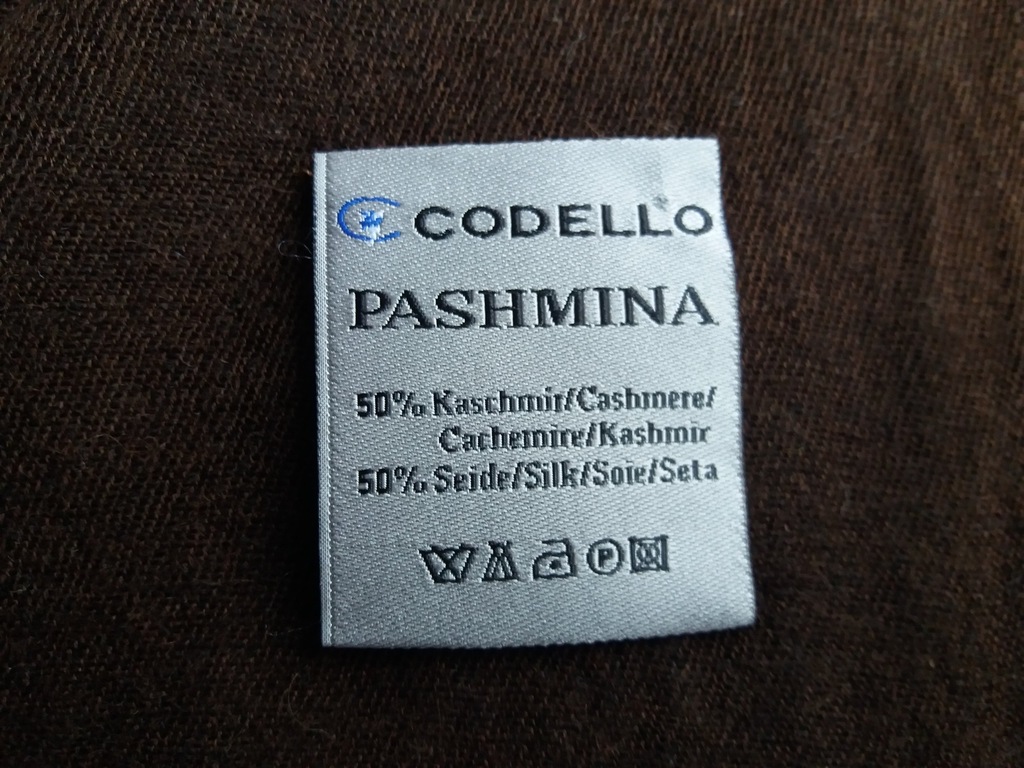 CODELLO®
PASHMINA
50% Kaschmir/Cashmere/
Cachemire/Kashmir
50% Seide/Silk/Soie/Seta
P